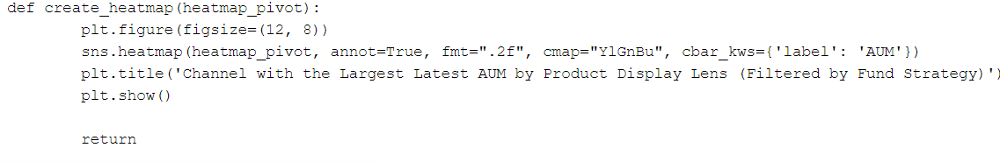 def create_heatmap(heatmap_pivot):
        plt.figure(figsize=(12, 8))
        sns.heatmap(heatmap_pivot, annot=True, fmt=".2f", cmap="YlGnBu", cbar_kws={'label': 'AUM'})
        plt.title('Channel with the Largest Latest AUM by Product Display Lens (Filtered by Fund Strategy)')
        plt.show()

        return